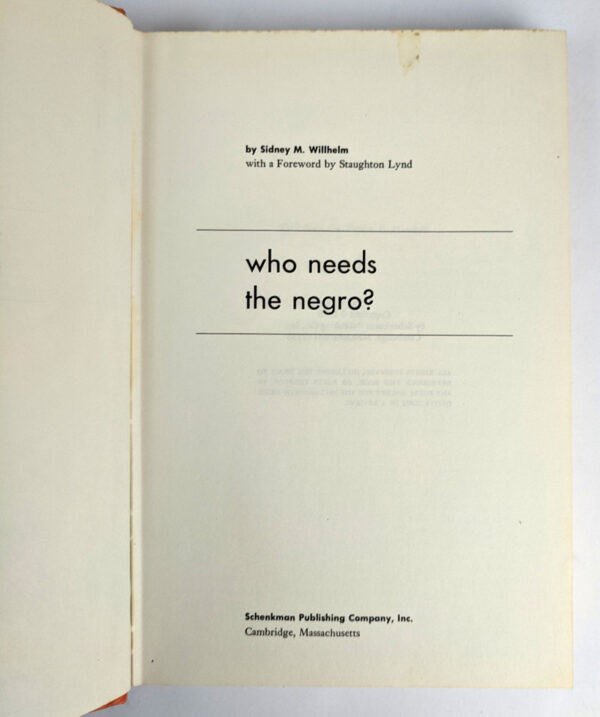 by Sidney M. Willhelm
with a Foreword by Staughton Lynd
who needs
the negro?
Schenkman Publishing Company, Inc.
Cambridge, Massachusetts